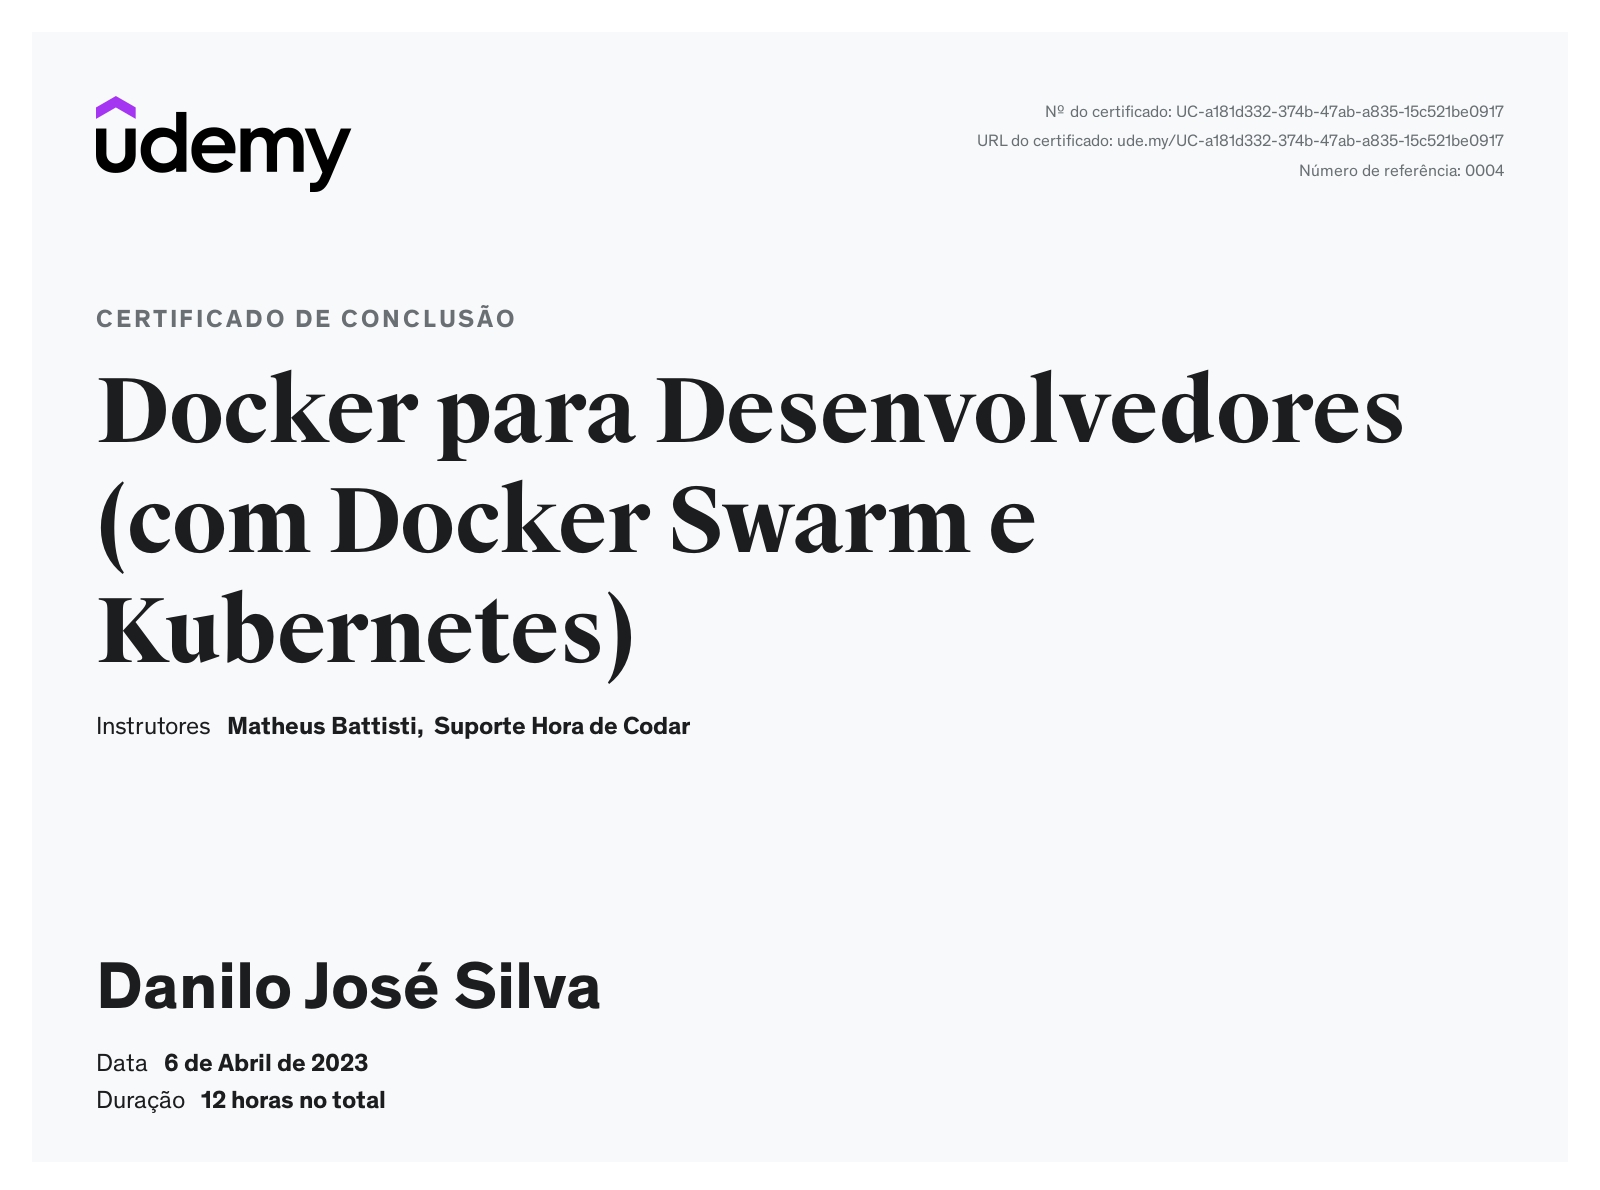 udemy
Nº do certificado: UC-a181d332-374b-47ab-a835-15c521be0917
URL do certificado: ude.my/UC-a181d332-374b-47ab-a835-15c521be0917
Número de referência: 0004
CERTIFICADO DE CONCLUSÃO
Docker para Desenvolvedores
(com Docker Swarm e
Kubernetes)
Instrutores Matheus Battisti, Suporte Hora de Codar
Danilo José Silva
Data 6 de Abril de 2023
Duração 12 horas no total